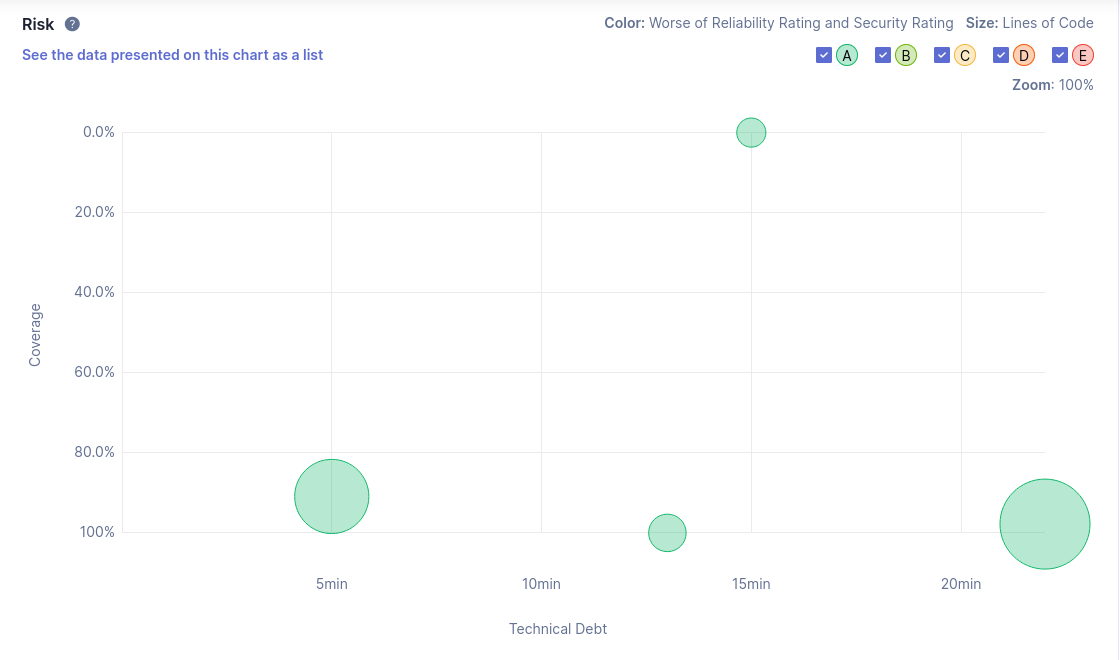 Risk ?
Color: Worse of Reliability Rating and Security Rating Size: Lines of Code
See the data presented on this chart as a list
A B C D E
Zoom: 100%
0.0%
20.0%
40.0%
60.0%
80.0%
100%
Coverage
5min 10min 15min 20min
Technical Debt